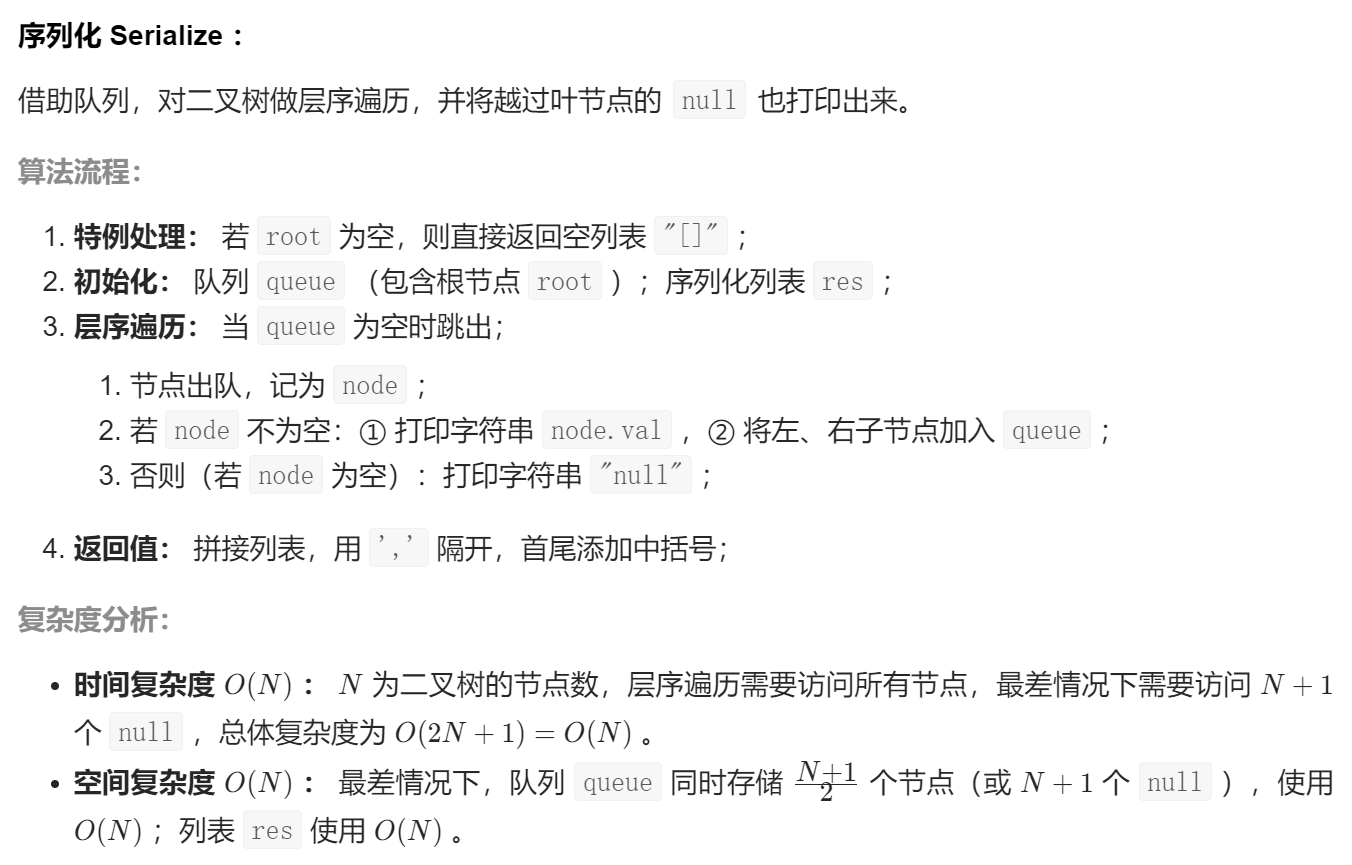 序列化 Serialize ：
借助队列，对二叉树做层序遍历，并将越过叶节点的 null 也打印出来。
算法流程：
1. 特例处理： 若 root 为空，则直接返回空列表 "[]" ；
2. 初始化： 队列 queue （包含根节点 root ）；序列化列表 res ；
3. 层序遍历： 当 queue 为空时跳出；
1. 节点出队，记为 node ；
2. 若 node 不为空：① 打印字符串 node.val ，② 将左、右子节点加入 queue ；
3. 否则（若 node 为空）：打印字符串 "null" ；
4. 返回值： 拼接列表，用 ',' 隔开，首尾添加中括号；
复杂度分析：
• 时间复杂度 O(N) ： N 为二叉树的节点数，层序遍历需要访问所有节点，最差情况下需要访问 N + 1
个 null ，总体复杂度为 O(2N + 1) = O(N) 。
• 空间复杂度 O(N) ： 最差情况下，队列 queue 同时存储 \frac{N+1}{2} 个节点（或 N + 1 个 null ），使用
O(N) ；列表 res 使用 O(N) 。